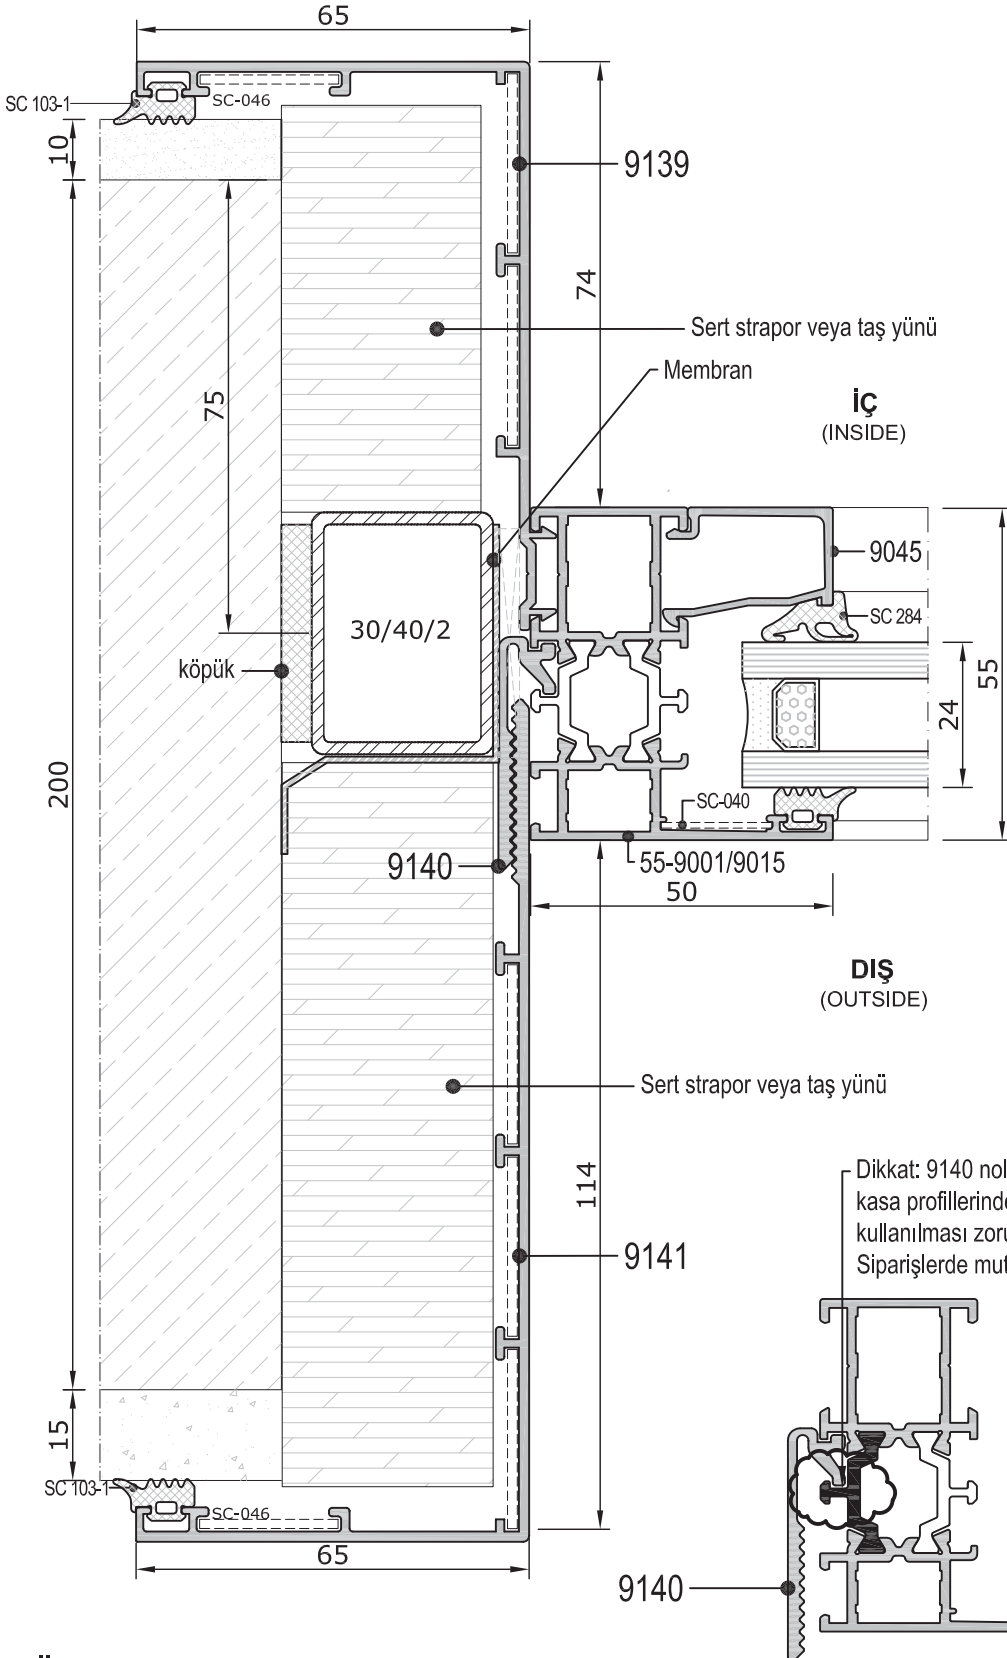 65
SC 103-1
SC-046
10
9139
74
Sert strapor veya taş yünü
Membran
75
İÇ
(INSIDE)
9045
SC 284
30/40/2
köpük
55
24
200
SC-040
9140
55-9001/9015
50
DIŞ
(OUTSIDE)
Sert strapor veya taş yünü
114
Dikkat: 9140 nol
kasa profillerinde
kullanılması zoru
Siparişlerde mut
9141
15
SC 103-1
SC-046
65
9140